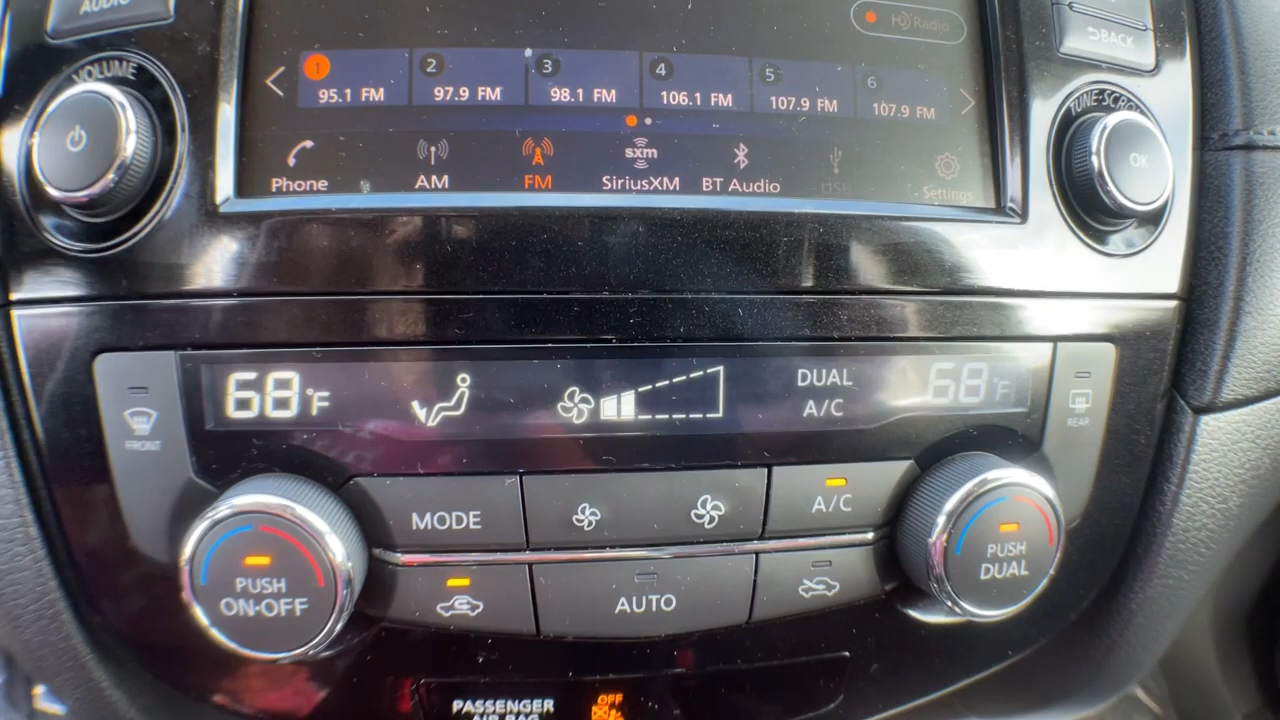 AUDIO
HD Radio
BACK
VOLUME
TUNE·SCRO
1 2 3 4 5 6
95.1 FM 97.9 FM 98.1 FM 106.1 FM 107.9 FM 107.9 FM
OK
sxm
Phone AM FM SiriusXM BT Audio USB Settings
68°F DUAL 68°F
A/C
FRONT
REAR
MODE
A/C
PUSH
ON·OFF
AUTO
PUSH
DUAL
PASSENGER
AIR BAG
OFF